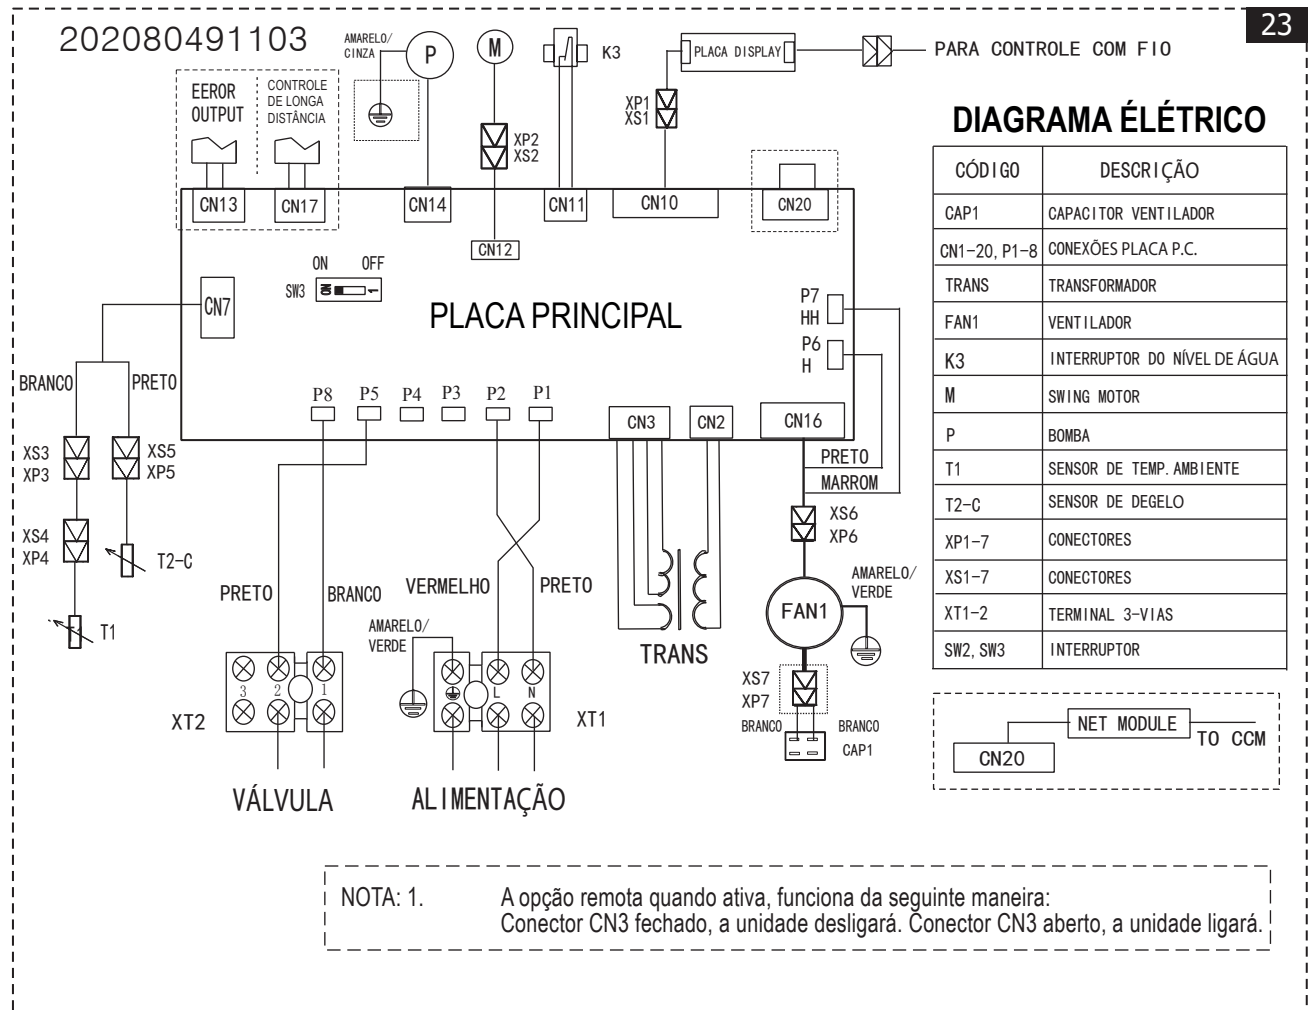 23
202080491103
AMARELO/
CINZA
P
M
K3
PLACA DISPLAY
PARA CONTROLE COM FIO
EEROR
OUTPUT
CONTROLE
DE LONGA
DISTÂNCIA
XP2
XS2
XP1
XS1
CN13
CN17
CN14
CN11
CN10
CN20
CN12
ON OFF
SW3
ON 1
CN7
PLACA PRINCIPAL
P7
HH
P6
H
BRANCO
PRETO
P8
P5
P4
P3
P2
P1
CN3
CN2
CN16
PRETO
MARROM
XS3
XP3
XS5
XP5
XS4
XP4
T2-C
T1
XS6
XP6
PRETO
BRANCO
VERMELHO
PRETO
AMARELO/
VERDE
TRANS
FAN1
AMARELO/
VERDE
3 2 1
XT2
L N
XT1
XS7
XP7
BRANCO
BRANCO
CAP1
VÁLVULA
ALIMENTAÇÃO
DIAGRAMA ÉLÉTRICO
CÓDIGO DESCRIÇÃO
CAP1 CAPACITOR VENTILADOR
CN1-20, P1-8 CONEXÕES PLACA P.C.
TRANS TRANSFORMADOR
FAN1 VENTILADOR
K3 INTERRUPTOR DO NÍVEL DE ÁGUA
M SWING MOTOR
P BOMBA
T1 SENSOR DE TEMP. AMBIENTE
T2-C SENSOR DE DEGELO
XP1-7 CONECTORES
XS1-7 CONECTORES
XT1-2 TERMINAL 3-VIAS
SW2, SW3 INTERRUPTOR
NET MODULE
TO CCM
CN20
NOTA: 1. A opção remota quando ativa, funciona da seguinte maneira:
Conector CN3 fechado, a unidade desligará. Conector CN3 aberto, a unidade ligará.